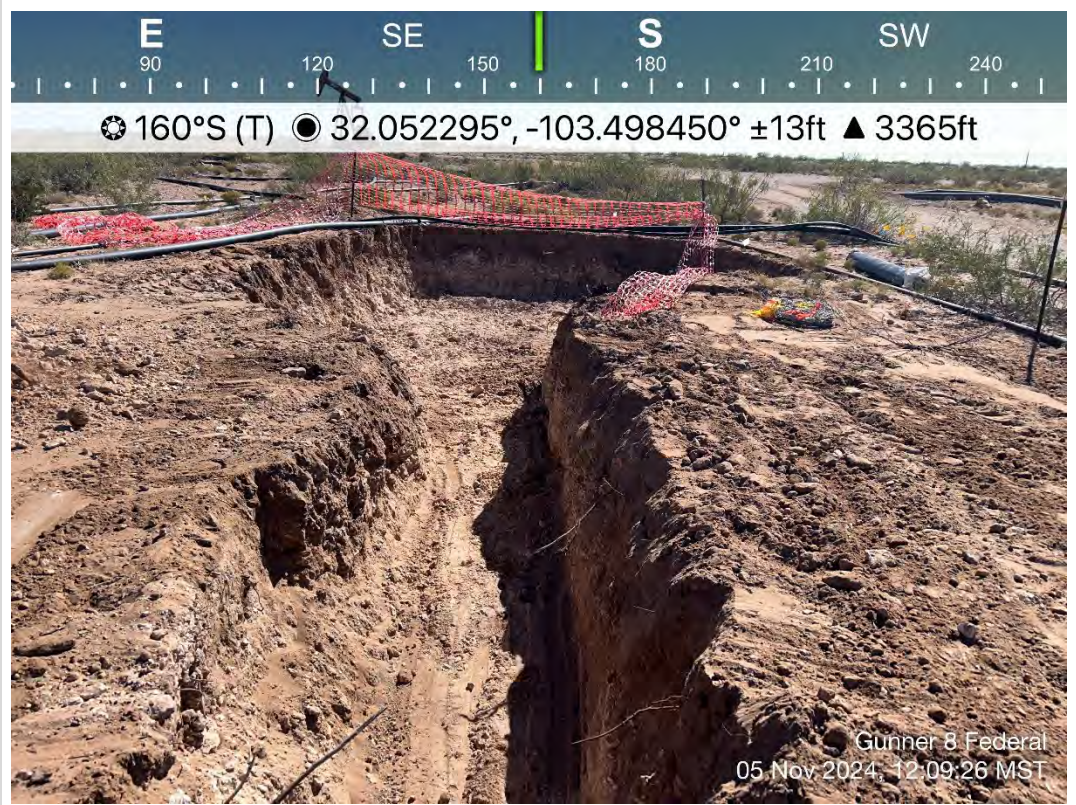 E SE S SW
90 120 150 180 210 240
160°S (T) 32.052295°, -103.498450° ±13ft ▲ 3365ft
Gunner 8 Federal
05 Nov 2024, 12:09:26 MST